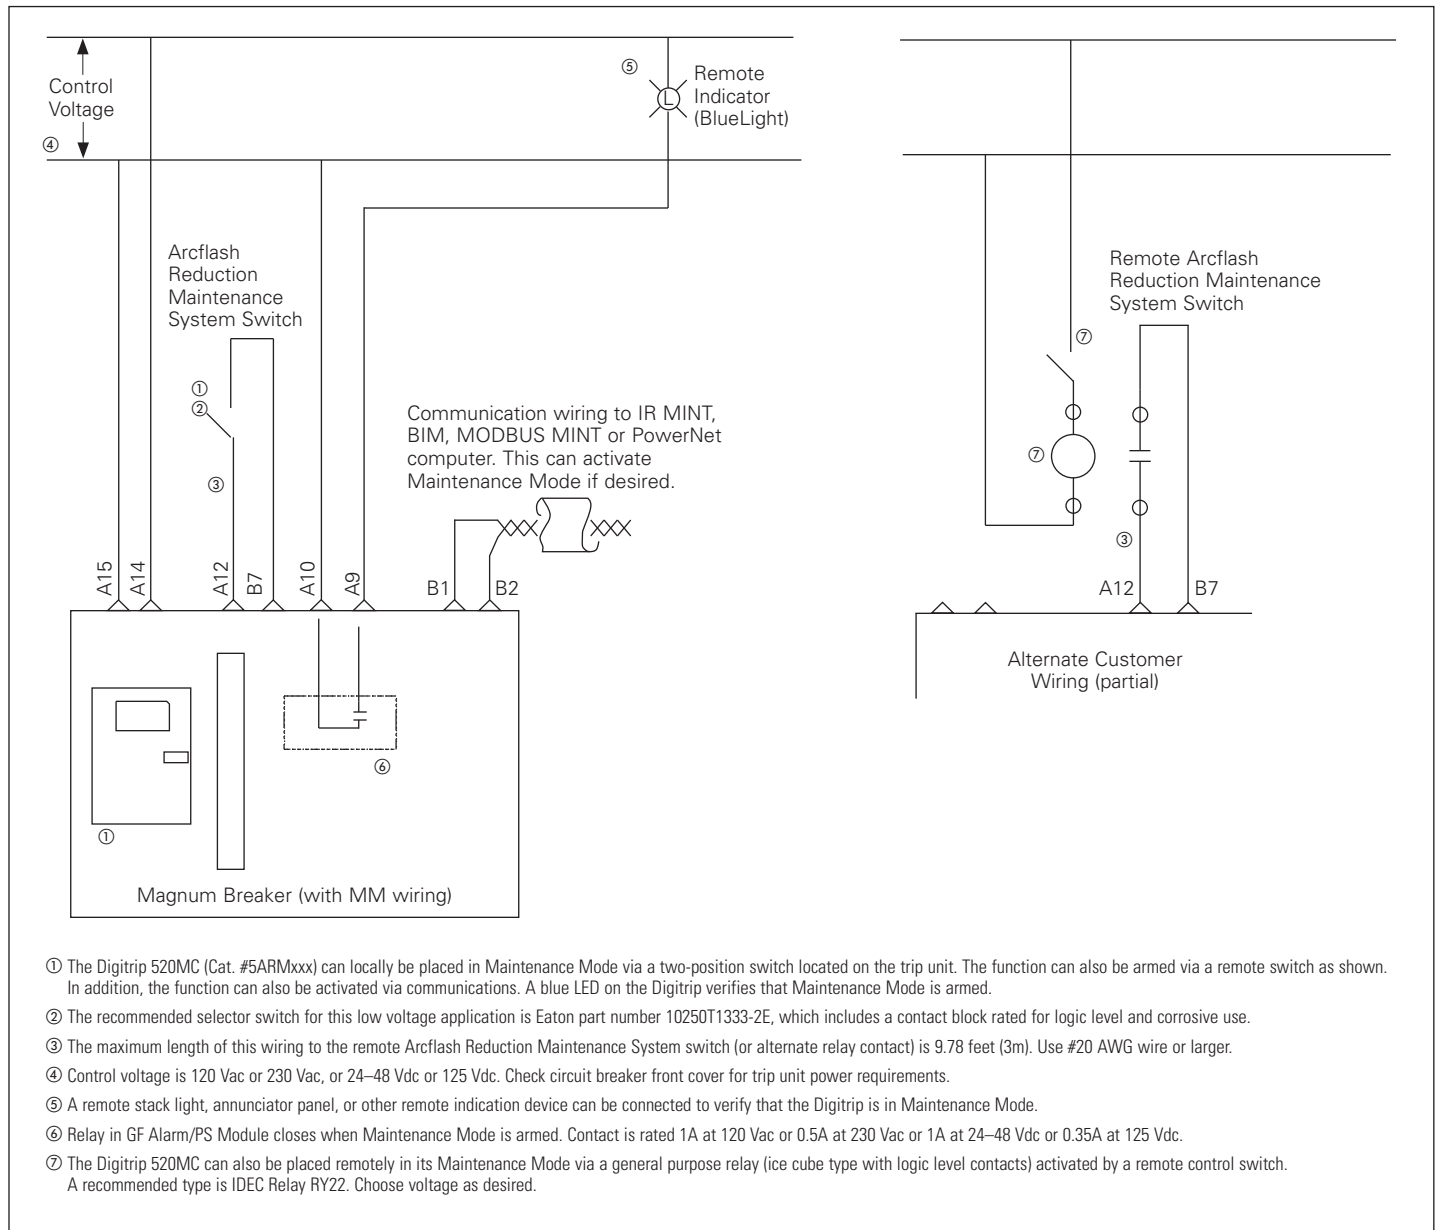 Control
Voltage
④
⑤
Remote
Indicator
(BlueLight)
L
Arcflash
Reduction
Maintenance
System Switch
①
②
③
Communication wiring to IR MINT,
BIM, MODBUS MINT or PowerNet
computer. This can activate
Maintenance Mode if desired.
A15
A14
A12
B7
A10
A9
B1
B2
⑥
①
Magnum Breaker (with MM wiring)
Remote Arcflash
Reduction Maintenance
System Switch
⑦
⑦
③
A12
B7
Alternate Customer
Wiring (partial)
① The Digitrip 520MC (Cat. #5ARMxxx) can locally be placed in Maintenance Mode via a two-position switch located on the trip unit. The function can also be armed via a remote switch as shown.
In addition, the function can also be activated via communications. A blue LED on the Digitrip verifies that Maintenance Mode is armed.
② The recommended selector switch for this low voltage application is Eaton part number 10250T1333-2E, which includes a contact block rated for logic level and corrosive use.
③ The maximum length of this wiring to the remote Arcflash Reduction Maintenance System switch (or alternate relay contact) is 9.78 feet (3m). Use #20 AWG wire or larger.
④ Control voltage is 120 Vac or 230 Vac, or 24–48 Vdc or 125 Vdc. Check circuit breaker front cover for trip unit power requirements.
⑤ A remote stack light, annunciator panel, or other remote indication device can be connected to verify that the Digitrip is in Maintenance Mode.
⑥ Relay in GF Alarm/PS Module closes when Maintenance Mode is armed. Contact is rated 1A at 120 Vac or 0.5A at 230 Vac or 1A at 24–48 Vdc or 0.35A at 125 Vdc.
⑦ The Digitrip 520MC can also be placed remotely in its Maintenance Mode via a general purpose relay (ice cube type with logic level contacts) activated by a remote control switch.
A recommended type is IDEC Relay RY22. Choose voltage as desired.